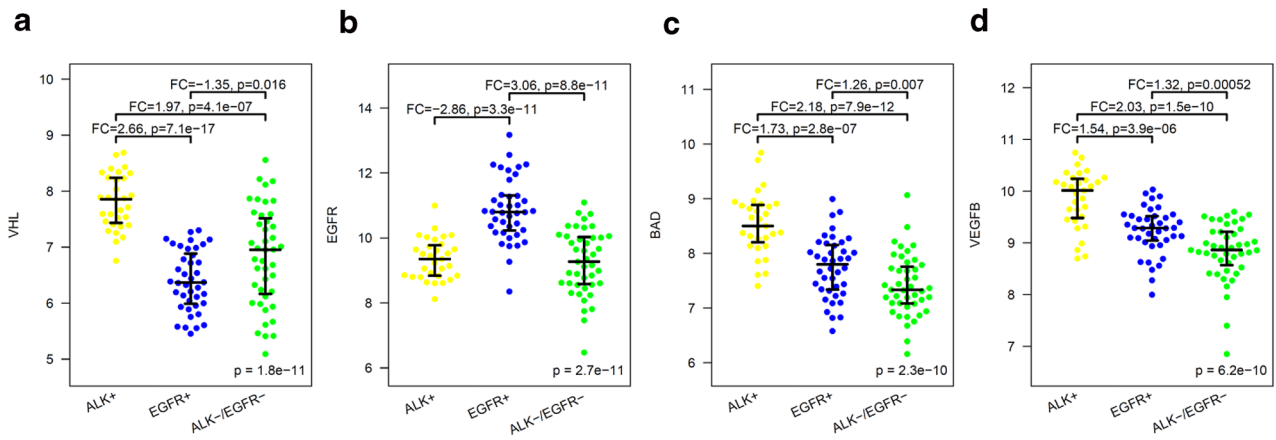 a
VHL
10
9
8
7
6
5
FC=−1.35, p=0.016
FC=1.97, p=4.1e−07
FC=2.66, p=7.1e−17
p = 1.8e−11
ALK+
EGFR+
ALK−/EGFR−
b
EGFR
14
12
10
8
6
FC=3.06, p=8.8e−11
FC=−2.86, p=3.3e−11
p = 2.7e−11
ALK+
EGFR+
ALK−/EGFR−
c
BAD
11
10
9
8
7
6
FC=1.26, p=0.007
FC=2.18, p=7.9e−12
FC=1.73, p=2.8e−07
p = 2.3e−10
ALK+
EGFR+
ALK−/EGFR−
d
VEGFB
12
11
10
9
8
7
FC=1.32, p=0.00052
FC=2.03, p=1.5e−10
FC=1.54, p=3.9e−06
p = 6.2e−10
ALK+
EGFR+
ALK−/EGFR−